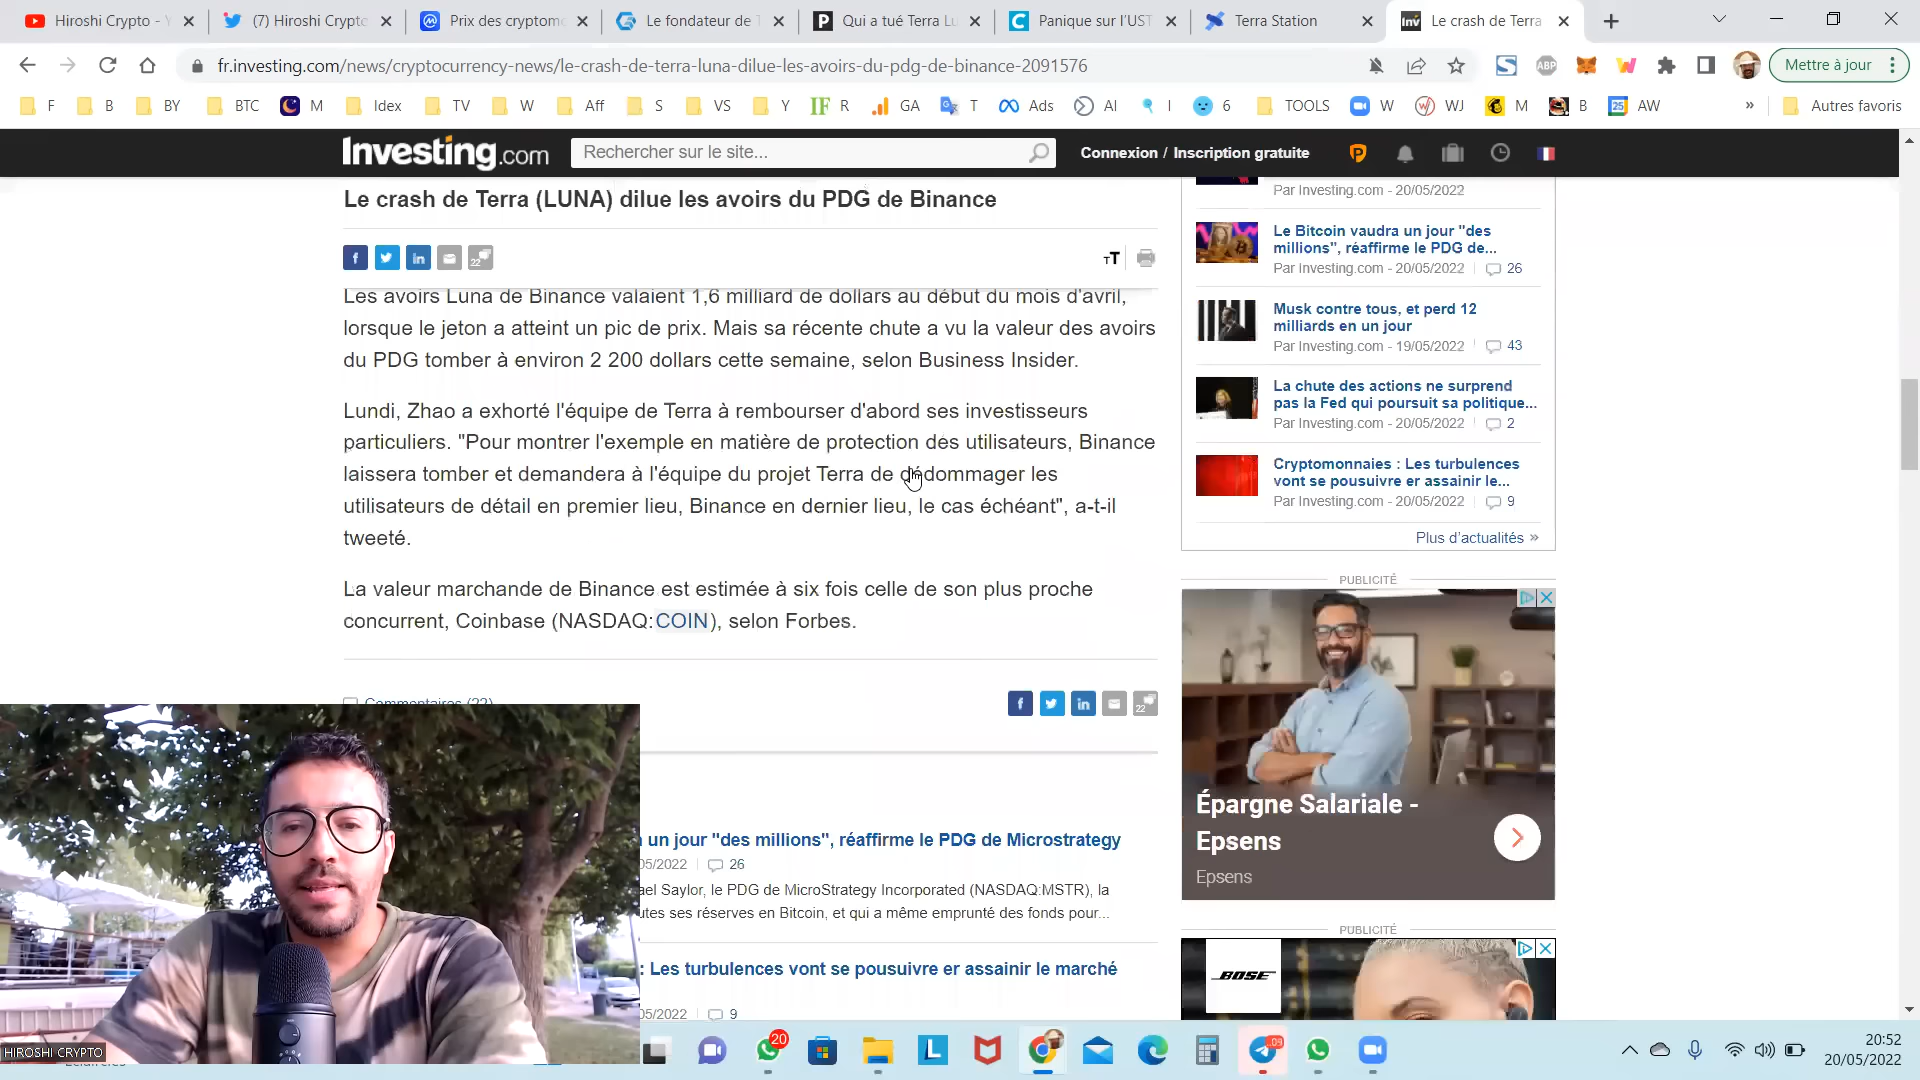 Hiroshi Crypto - Y
(7) Hiroshi Crypto
Prix des cryptomo
Le fondateur de T
Qui a tué Terra Lu
Panique sur l'UST
Terra Station
Le crash de Terra
fr.investing.com/news/cryptocurrency-news/le-crash-de-terra-luna-dilue-les-avoirs-du-pdg-de-binance-2091576
ABP
Mettre à jour
F
B
BY
BTC
M
Idex
TV
W
Aff
S
VS
Y
IF R
GA
T
Ads
AI
I
6
TOOLS
W
WJ
M
B
25 AW
»
Autres favoris
Investing.com
Rechercher sur le site...
Connexion / Inscription gratuite
Le crash de Terra (LUNA) dilue les avoirs du PDG de Binance
22
Les avoirs Luna de Binance valaient 1,6 milliard de dollars au début du mois d'avril,
lorsque le jeton a atteint un pic de prix. Mais sa récente chute a vu la valeur des avoirs
du PDG tomber à environ 2 200 dollars cette semaine, selon Business Insider.
Lundi, Zhao a exhorté l'équipe de Terra à rembourser d'abord ses investisseurs
particuliers. "Pour montrer l'exemple en matière de protection des utilisateurs, Binance
laissera tomber et demandera à l'équipe du projet Terra de dédommager les
utilisateurs de détail en premier lieu, Binance en dernier lieu, le cas échéant", a-t-il
tweeté.
La valeur marchande de Binance est estimée à six fois celle de son plus proche
concurrent, Coinbase (NASDAQ:COIN), selon Forbes.
Commentaires (22)
22
un jour "des millions", réaffirme le PDG de Microstrategy
05/2022
26
ael Saylor, le PDG de MicroStrategy Incorporated (NASDAQ:MSTR), la
utes ses réserves en Bitcoin, et qui a même emprunté des fonds pour...
: Les turbulences vont se pousuivre er assainir le marché
05/2022
9
Par Investing.com - 20/05/2022
Le Bitcoin vaudra un jour "des
millions", réaffirme le PDG de...
Par Investing.com - 20/05/2022
26
Musk contre tous, et perd 12
milliards en un jour
Par Investing.com - 19/05/2022
43
La chute des actions ne surprend
pas la Fed qui poursuit sa politique...
Par Investing.com - 20/05/2022
2
Cryptomonnaies : Les turbulences
vont se pousuivre er assainir le...
Par Investing.com - 20/05/2022
9
Plus d'actualités »
PUBLICITÉ
Épargne Salariale -
Epsens
Epsens
PUBLICITÉ
BOSE
HIROSHI CRYPTO
20
L
20:52
20/05/2022